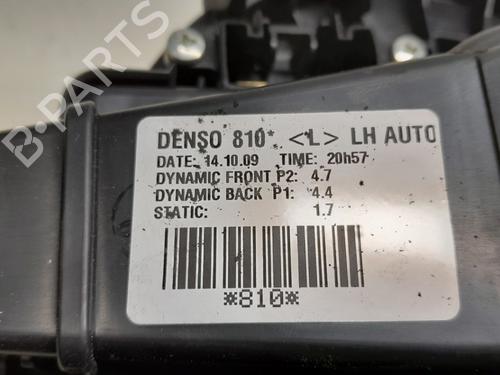 DENSO 810* <L> LH AUTO
DATE: 14.10.09 TIME: 20h57
DYNAMIC FRONT P2: 4.7
DYNAMIC BACK P1: 4.4
STATIC: 1.7
*810*
B-PARTS